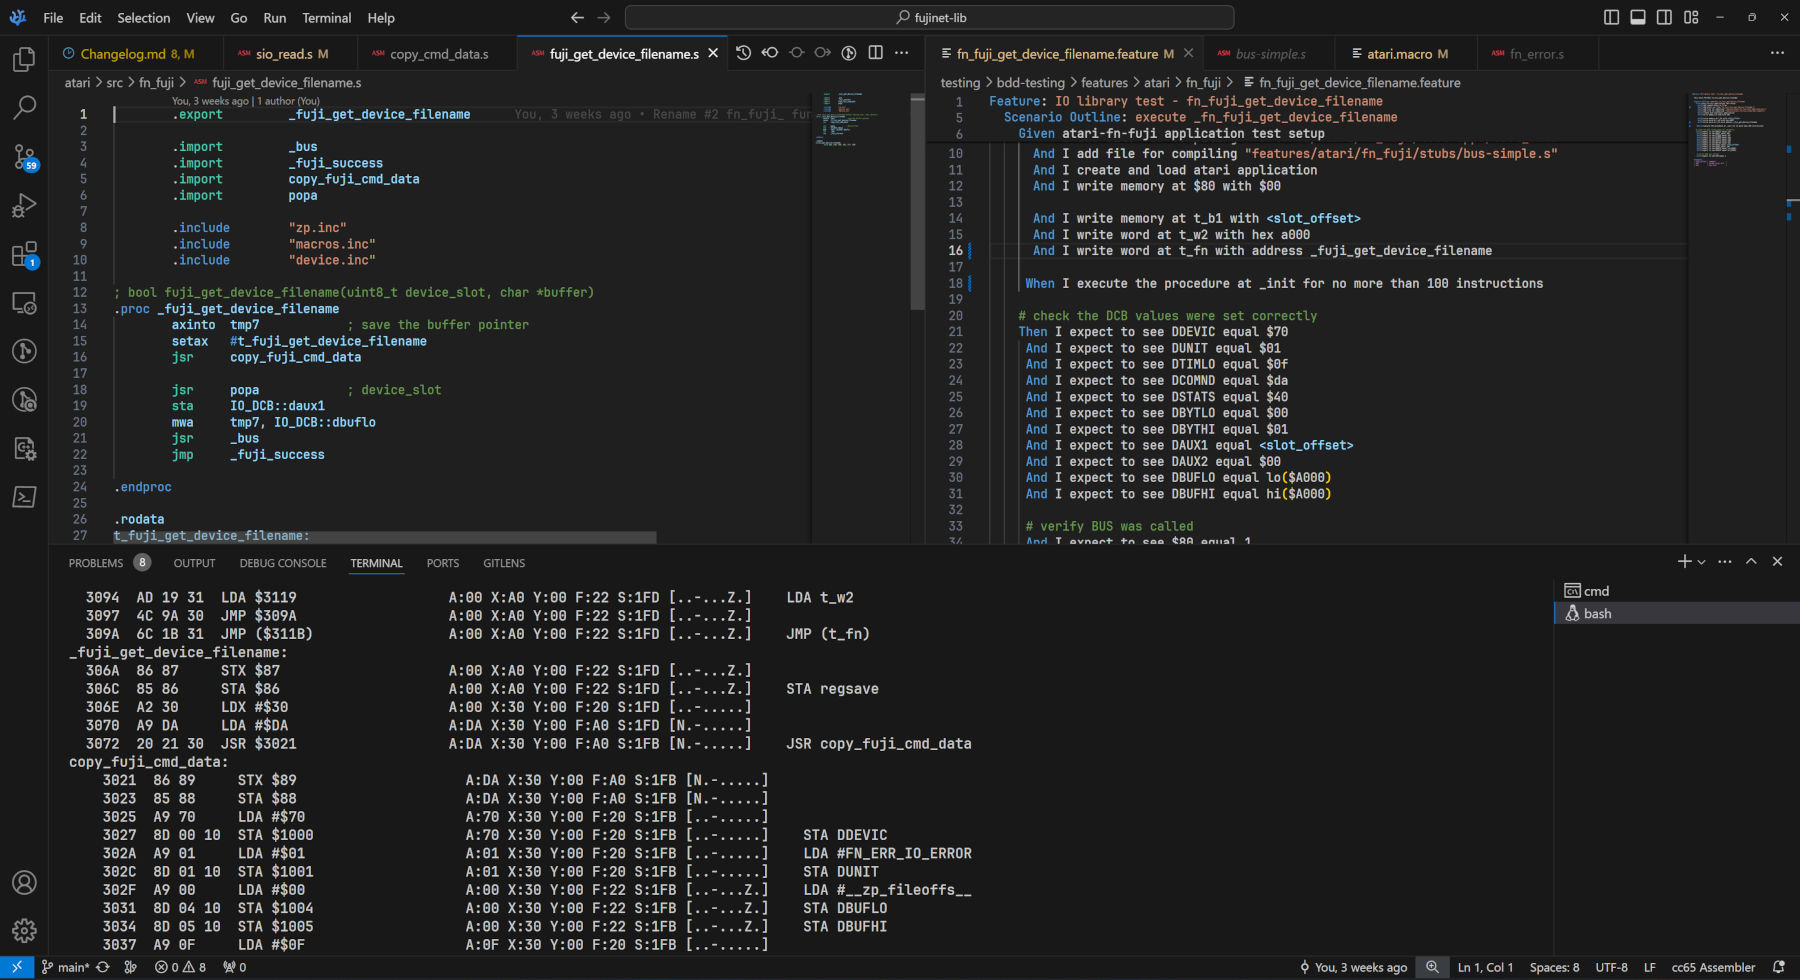 File Edit Selection View Go Run Terminal Help
fujinet-lib
Changelog.md 8, M
ASM sio_read.s M
ASM copy_cmd_data.s
ASM fuji_get_device_filename.s
fn_fuji_get_device_filename.feature M
ASM bus-simple.s
atari.macro M
ASM fn_error.s
atari > src > fn_fuji > ASM fuji_get_device_filename.s
You, 3 weeks ago | 1 author (You)
1 .export _fuji_get_device_filename You, 3 weeks ago • Rename #2 fn_fuji_ fun
2
3 .import _bus
4 .import _fuji_success
5 .import copy_fuji_cmd_data
6 .import popa
7
8 .include "zp.inc"
9 .include "macros.inc"
10 .include "device.inc"
11
12 ; bool fuji_get_device_filename(uint8_t device_slot, char *buffer)
13 .proc _fuji_get_device_filename
14 axinto tmp7 ; save the buffer pointer
15 setax #t_fuji_get_device_filename
16 jsr copy_fuji_cmd_data
17
18 jsr popa ; device_slot
19 sta IO_DCB::daux1
20 mwa tmp7, IO_DCB::dbuflo
21 jsr _bus
22 jmp _fuji_success
23
24 .endproc
25
26 .rodata
27 t_fuji_get_device_filename:
testing > bdd-testing > features > atari > fn_fuji > fn_fuji_get_device_filename.feature
1 Feature: IO library test - fn_fuji_get_device_filename
5 Scenario Outline: execute _fn_fuji_get_device_filename
6 Given atari-fn-fuji application test setup
10 And I add file for compiling "features/atari/fn_fuji/stubs/bus-simple.s"
11 And I create and load atari application
12 And I write memory at $80 with $00
13
14 And I write memory at t_b1 with <slot_offset>
15 And I write word at t_w2 with hex a000
16 And I write word at t_fn with address _fuji_get_device_filename
17
18 When I execute the procedure at _init for no more than 100 instructions
19
20 # check the DCB values were set correctly
21 Then I expect to see DDEVIC equal $70
22 And I expect to see DUNIT equal $01
23 And I expect to see DTIMLO equal $0f
24 And I expect to see DCOMND equal $da
25 And I expect to see DSTATS equal $40
26 And I expect to see DBYTLO equal $00
27 And I expect to see DBYTHI equal $01
28 And I expect to see DAUX1 equal <slot_offset>
29 And I expect to see DAUX2 equal $00
30 And I expect to see DBUFLO equal lo($A000)
31 And I expect to see DBUFHI equal hi($A000)
32
33 # verify BUS was called
34 And I expect to see $80 equal 1
59
1
PROBLEMS 8 OUTPUT DEBUG CONSOLE TERMINAL PORTS GITLENS
3094 AD 19 31 LDA $3119 A:00 X:A0 Y:00 F:22 S:1FD [..-...Z.] LDA t_w2
3097 4C 9A 30 JMP $309A A:00 X:A0 Y:00 F:22 S:1FD [..-...Z.]
309A 6C 1B 31 JMP ($311B) A:00 X:A0 Y:00 F:22 S:1FD [..-...Z.] JMP (t_fn)
_fuji_get_device_filename:
306A 86 87 STX $87 A:00 X:A0 Y:00 F:22 S:1FD [..-...Z.]
306C 85 86 STA $86 A:00 X:A0 Y:00 F:22 S:1FD [..-...Z.] STA regsave
306E A2 30 LDX #$30 A:00 X:30 Y:00 F:20 S:1FD [..-.....]
3070 A9 DA LDA #$DA A:DA X:30 Y:00 F:A0 S:1FD [N.-.....]
3072 20 21 30 JSR $3021 A:DA X:30 Y:00 F:A0 S:1FB [N.-.....] JSR copy_fuji_cmd_data
copy_fuji_cmd_data:
3021 86 89 STX $89 A:DA X:30 Y:00 F:A0 S:1FB [N.-.....]
3023 85 88 STA $88 A:DA X:30 Y:00 F:A0 S:1FB [N.-.....]
3025 A9 70 LDA #$70 A:70 X:30 Y:00 F:20 S:1FB [..-.....]
3027 8D 00 10 STA $1000 A:70 X:30 Y:00 F:20 S:1FB [..-.....] STA DDEVIC
302A A9 01 LDA #$01 A:01 X:30 Y:00 F:20 S:1FB [..-.....] LDA #FN_ERR_IO_ERROR
302C 8D 01 10 STA $1001 A:01 X:30 Y:00 F:20 S:1FB [..-.....] STA DUNIT
302F A9 00 LDA #$00 A:00 X:30 Y:00 F:22 S:1FB [..-...Z.] LDA #__zp_fileoffs__
3031 8D 04 10 STA $1004 A:00 X:30 Y:00 F:22 S:1FB [..-...Z.] STA DBUFLO
3034 8D 05 10 STA $1005 A:00 X:30 Y:00 F:22 S:1FB [..-...Z.] STA DBUFHI
3037 A9 0F LDA #$0F A:0F X:30 Y:00 F:20 S:1FB [..-.....]
cmd
bash
main* 0 8 0 You, 3 weeks ago Ln 1, Col 1 Spaces: 8 UTF-8 LF cc65 Assembler